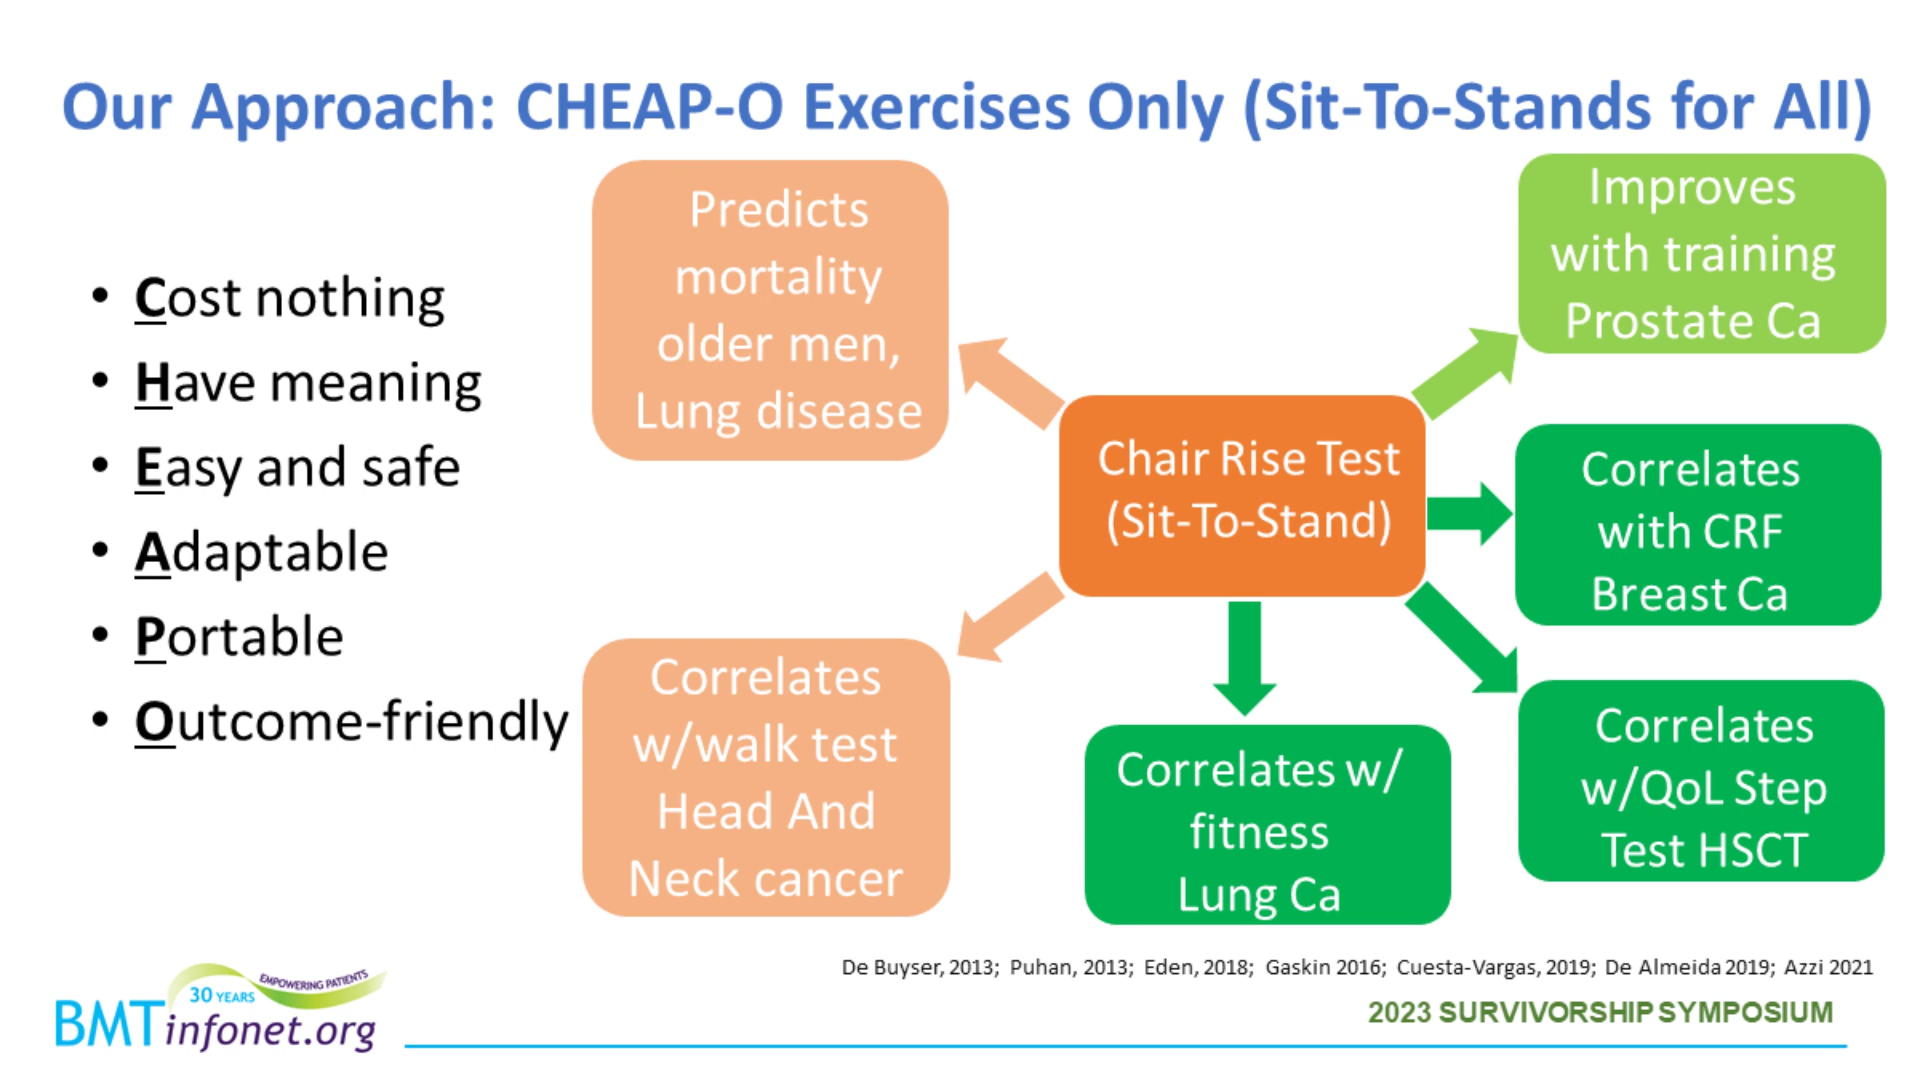 Our Approach: CHEAP-O Exercises Only (Sit-To-Stands for All)
• Cost nothing
• Have meaning
• Easy and safe
• Adaptable
• Portable
• Outcome-friendly
Predicts
mortality
older men,
Lung disease
Correlates
w/walk test
Head And
Neck cancer
Chair Rise Test
(Sit-To-Stand)
Correlates w/
fitness
Lung Ca
Improves
with training
Prostate Ca
Correlates
with CRF
Breast Ca
Correlates
w/QoL Step
Test HSCT
De Buyser, 2013; Puhan, 2013; Eden, 2018; Gaskin 2016; Cuesta-Vargas, 2019; De Almeida 2019; Azzi 2021
2023 SURVIVORSHIP SYMPOSIUM
EMPOWERING PATIENTS
30 YEARS
BMTinfonet.org